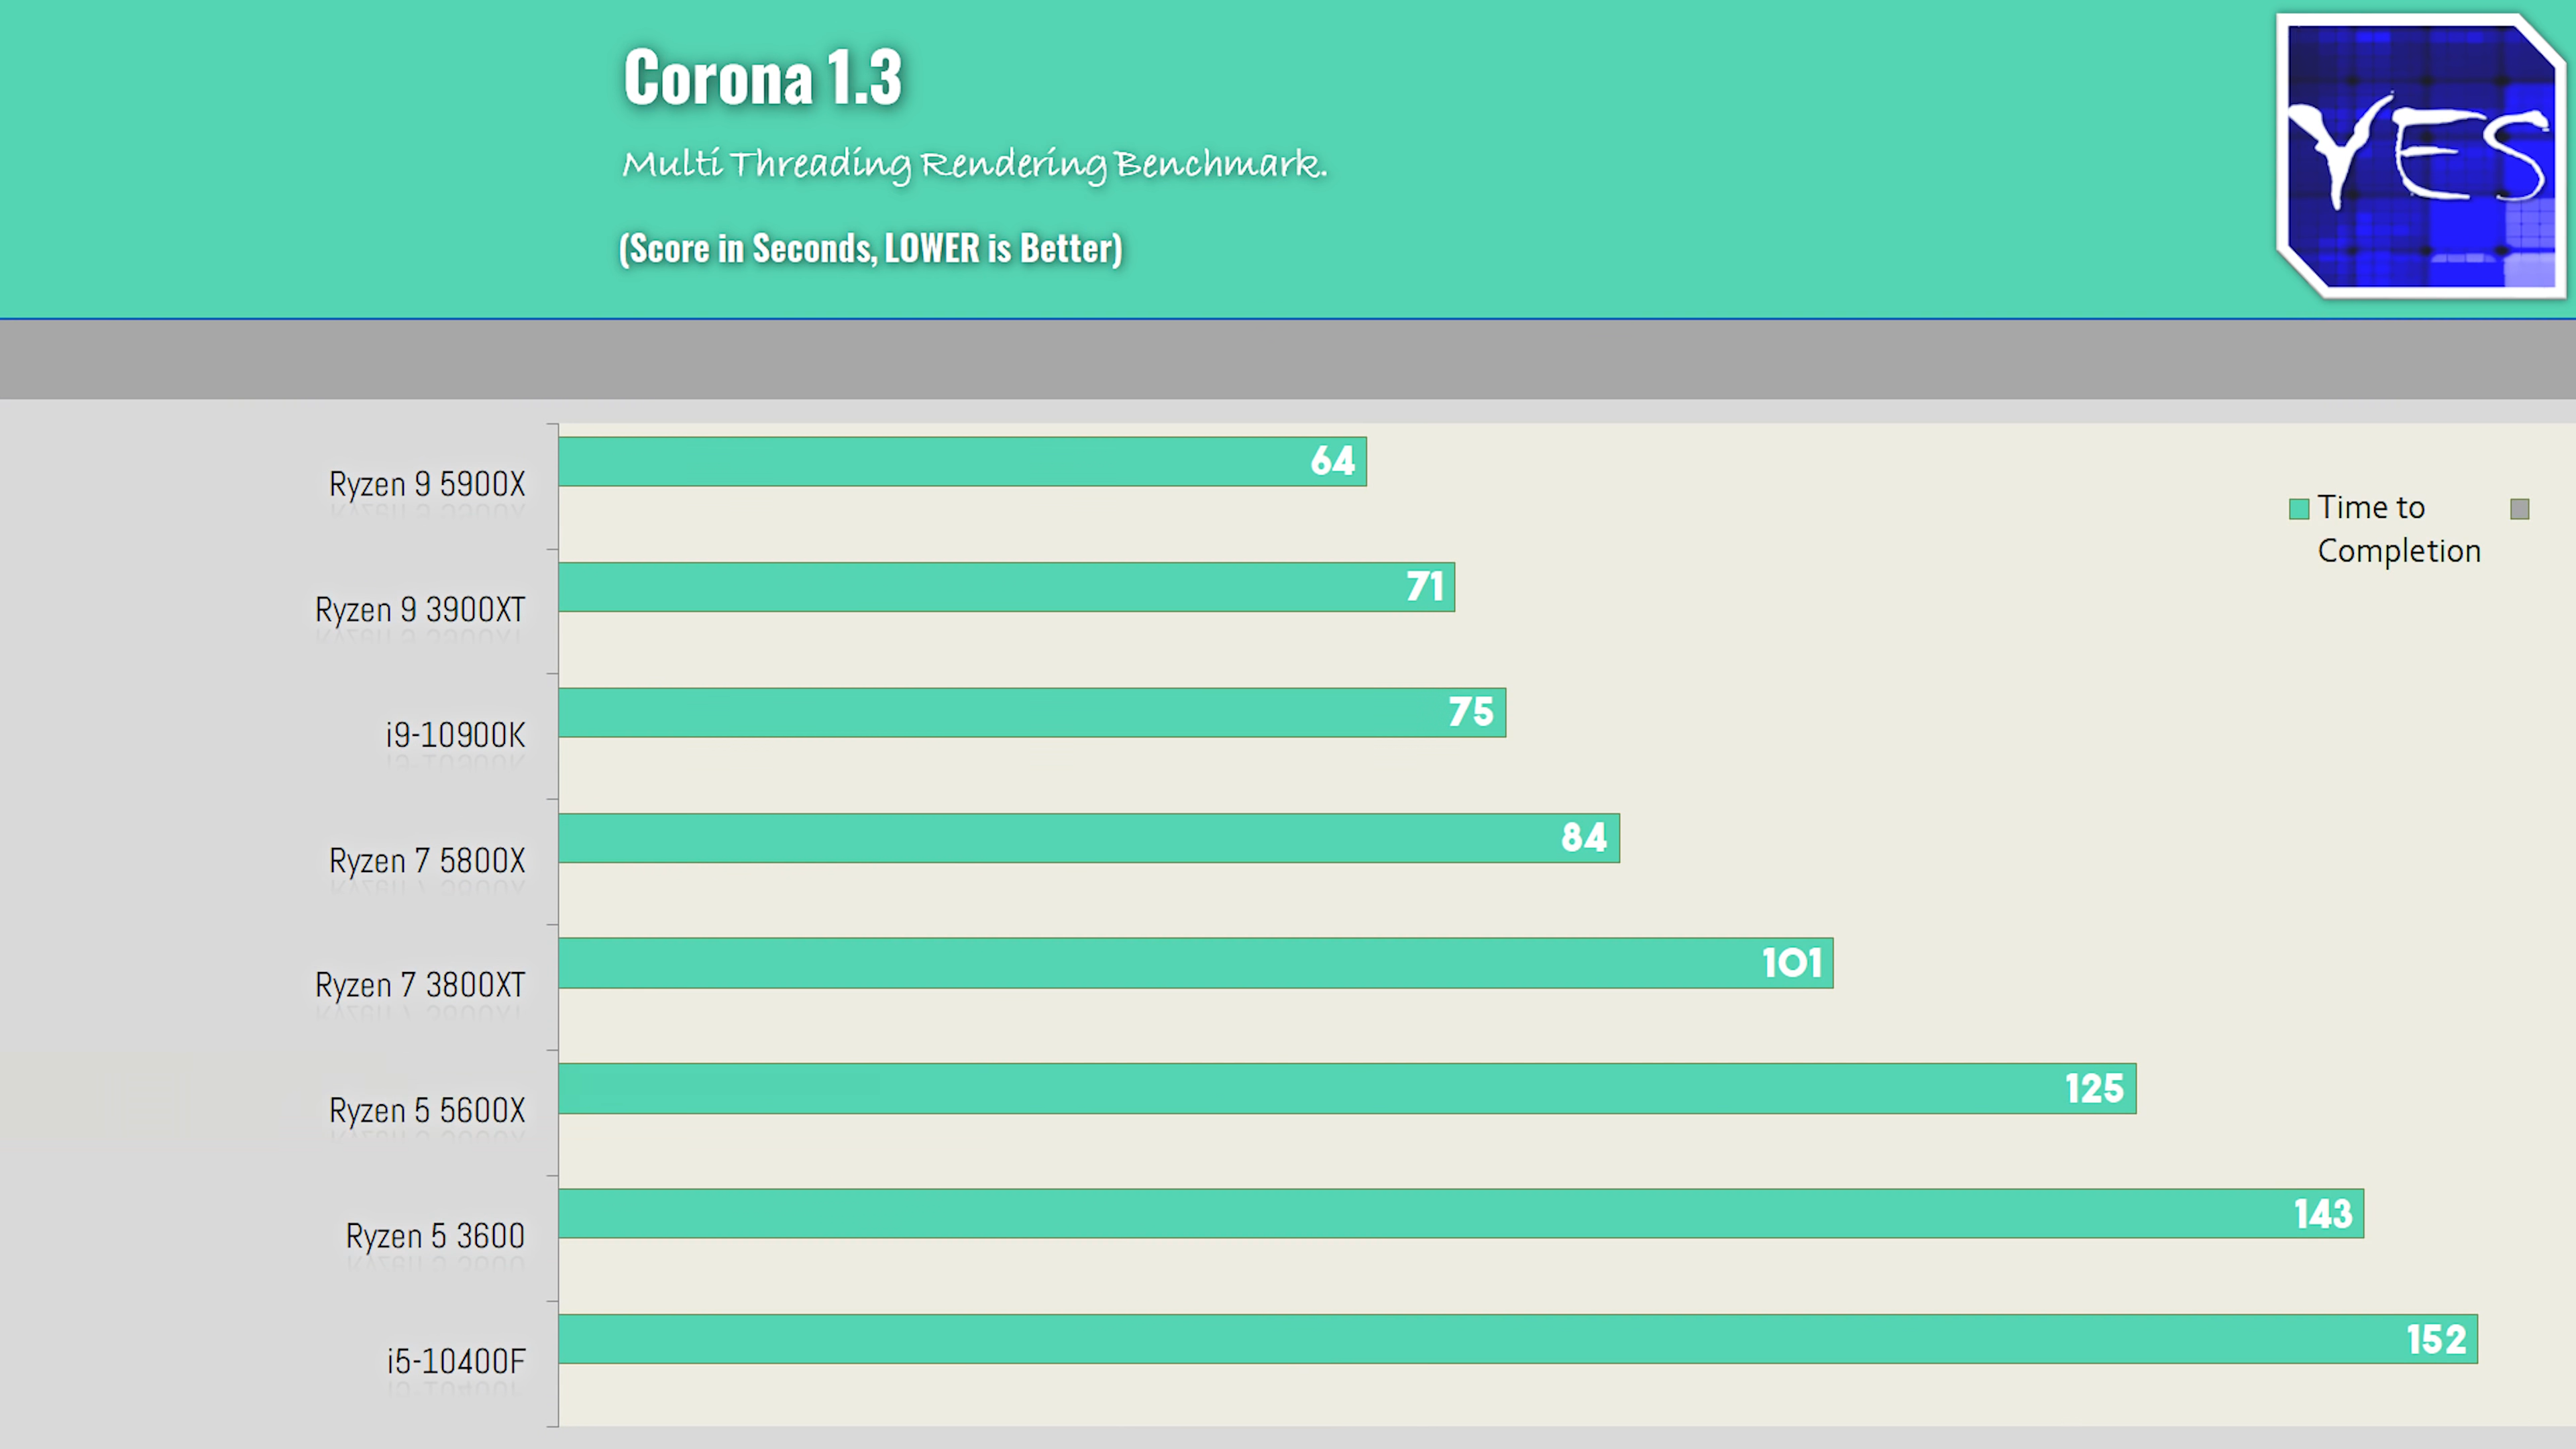 Corona 1.3
YES
Multi Threading Rendering Benchmark.
(Score in Seconds, LOWER is Better)
Ryzen 9 5900X
64
Time to
Completion
Ryzen 9 3900XT
71
i9-10900K
75
Ryzen 7 5800X
84
Ryzen 7 3800XT
101
Ryzen 5 5600X
125
Ryzen 5 3600
143
i5-10400F
152